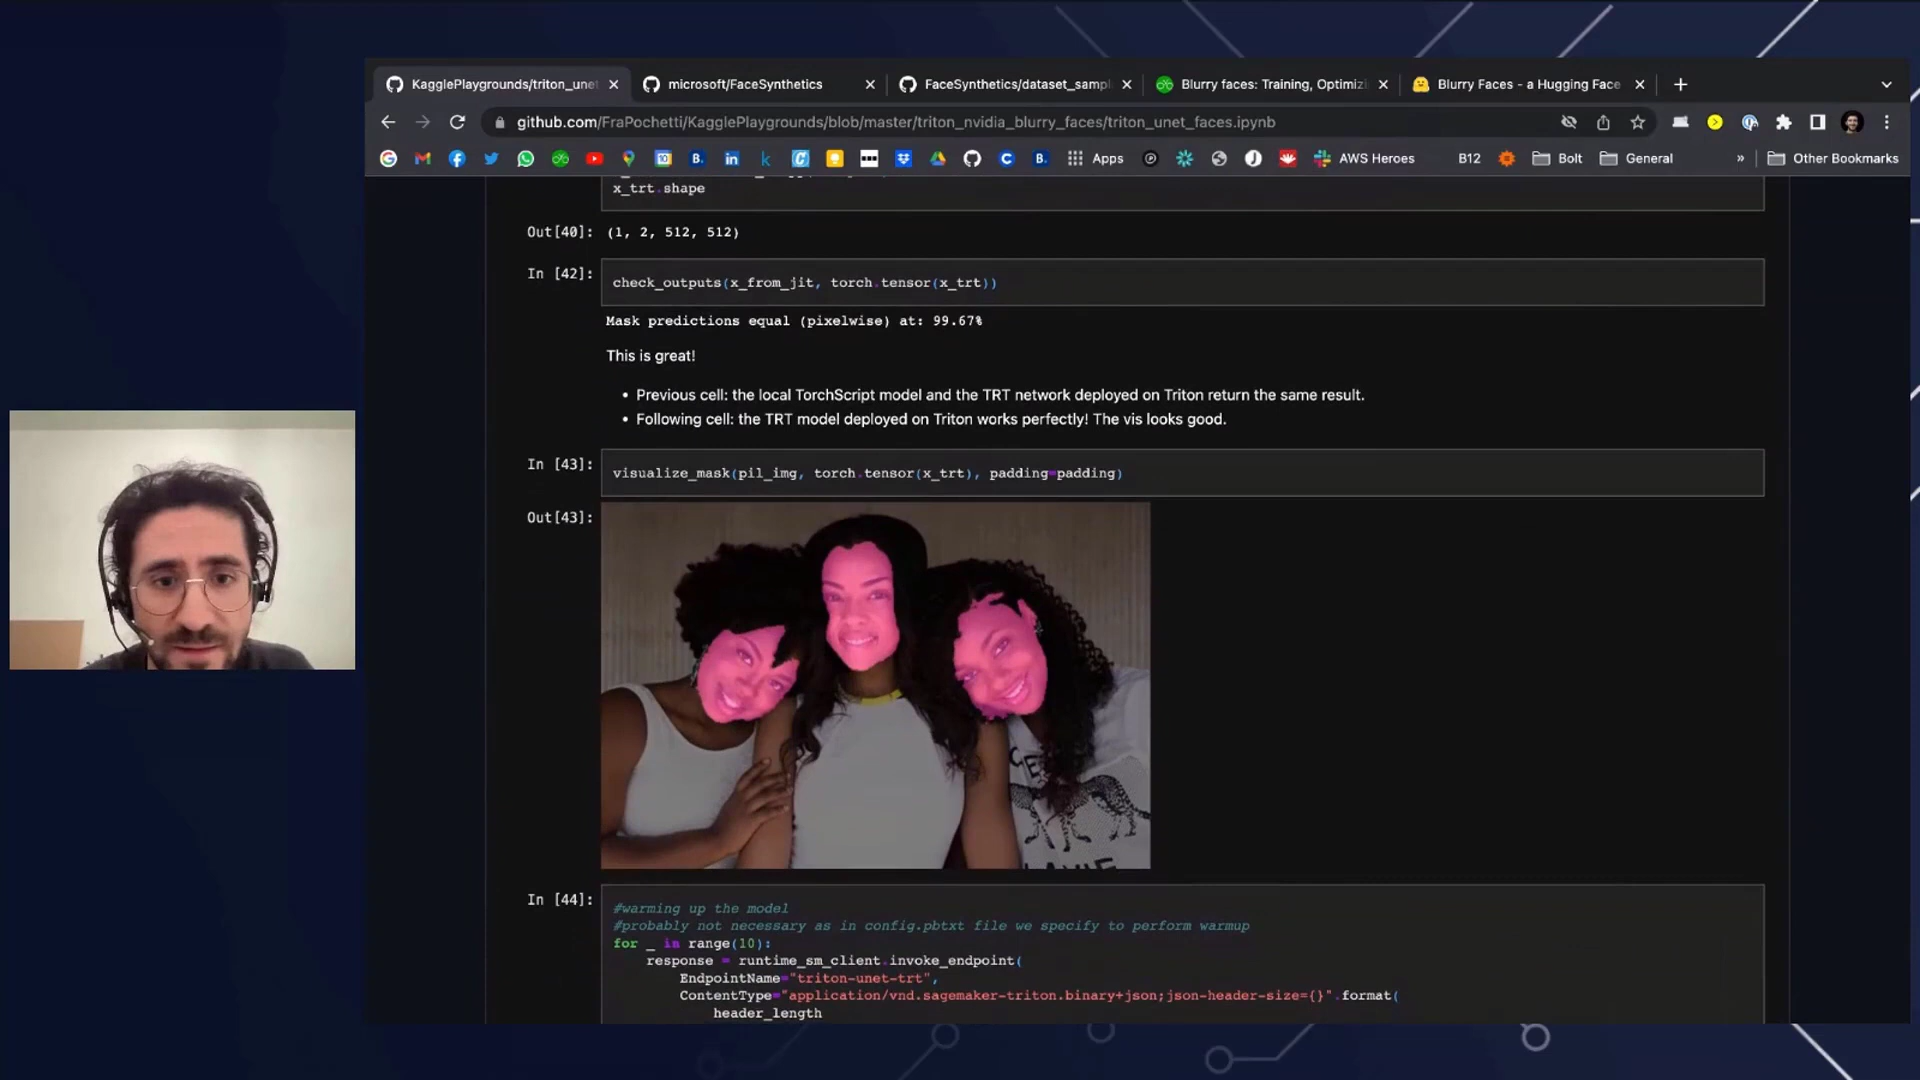 KagglePlaygrounds/triton_unet
microsoft/FaceSynthetics
FaceSynthetics/dataset_sampl
Blurry faces: Training, Optimizi
Blurry Faces - a Hugging Face
github.com/FraPochetti/KagglePlaygrounds/blob/master/triton_nvidia_blurry_faces/triton_unet_faces.ipynb
Apps
AWS Heroes
B12
Bolt
General
»
Other Bookmarks
x_trt.shape
Out[40]: (1, 2, 512, 512)
In [42]: check_outputs(x_from_jit, torch.tensor(x_trt))
Mask predictions equal (pixelwise) at: 99.67%
This is great!
• Previous cell: the local TorchScript model and the TRT network deployed on Triton return the same result.
• Following cell: the TRT model deployed on Triton works perfectly! The vis looks good.
In [43]: visualize_mask(pil_img, torch.tensor(x_trt), padding=padding)
Out[43]:
In [44]: #warming up the model
#probably not necessary as in config.pbtxt file we specify to perform warmup
for _ in range(10):
response = runtime_sm_client.invoke_endpoint(
EndpointName="triton-unet-trt",
ContentType="application/vnd.sagemaker-triton.binary+json;json-header-size={}".format(
header_length